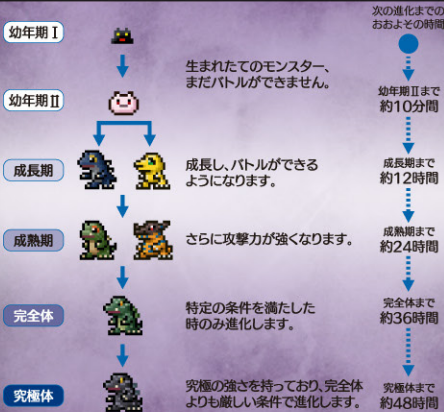 次の進化までの
おおよその時間
幼年期Ⅰ
生まれたてのモンスター、
まだバトルができません。
幼年期Ⅱ
幼年期Ⅱまで
約10分間
成長期
成長し、バトルができる
ようになります。
成長期まで
約12時間
成熟期
さらに攻撃力が強くなります。
成熟期まで
約24時間
完全体
特定の条件を満たした
時のみ進化します。
完全体まで
約36時間
究極体
究極の強さを持っており、完全体
よりも厳しい条件で進化します。
究極体まで
約48時間